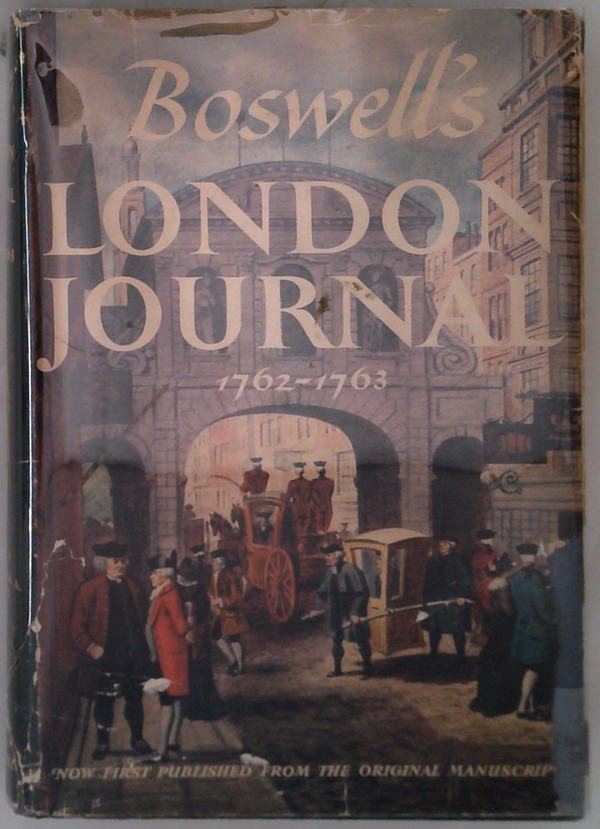 Boswell's
LONDON
JOURNAL
1762-1763
NOW FIRST PUBLISHED FROM THE ORIGINAL MANUSCRIP